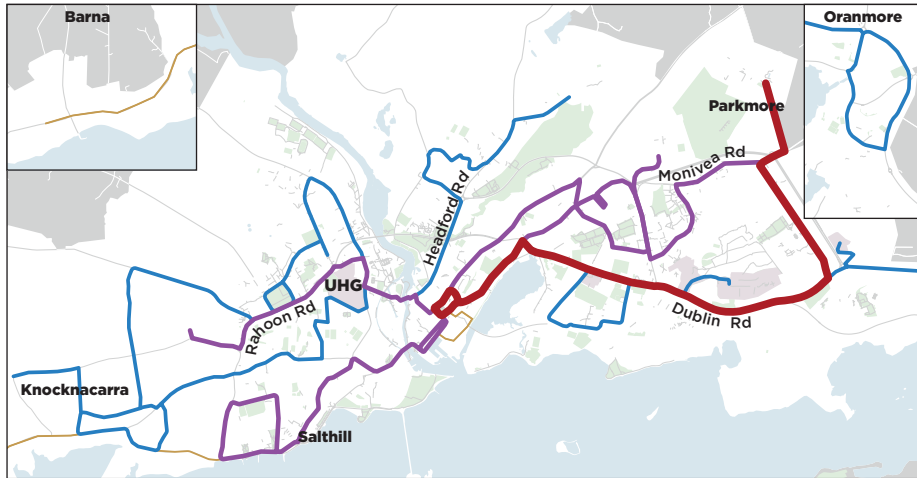 Barna
Oranmore
Parkmore
Monivea Rd
Headford Rd
UHG
Rahoon Rd
Dublin Rd
Knocknacarra
Salthill